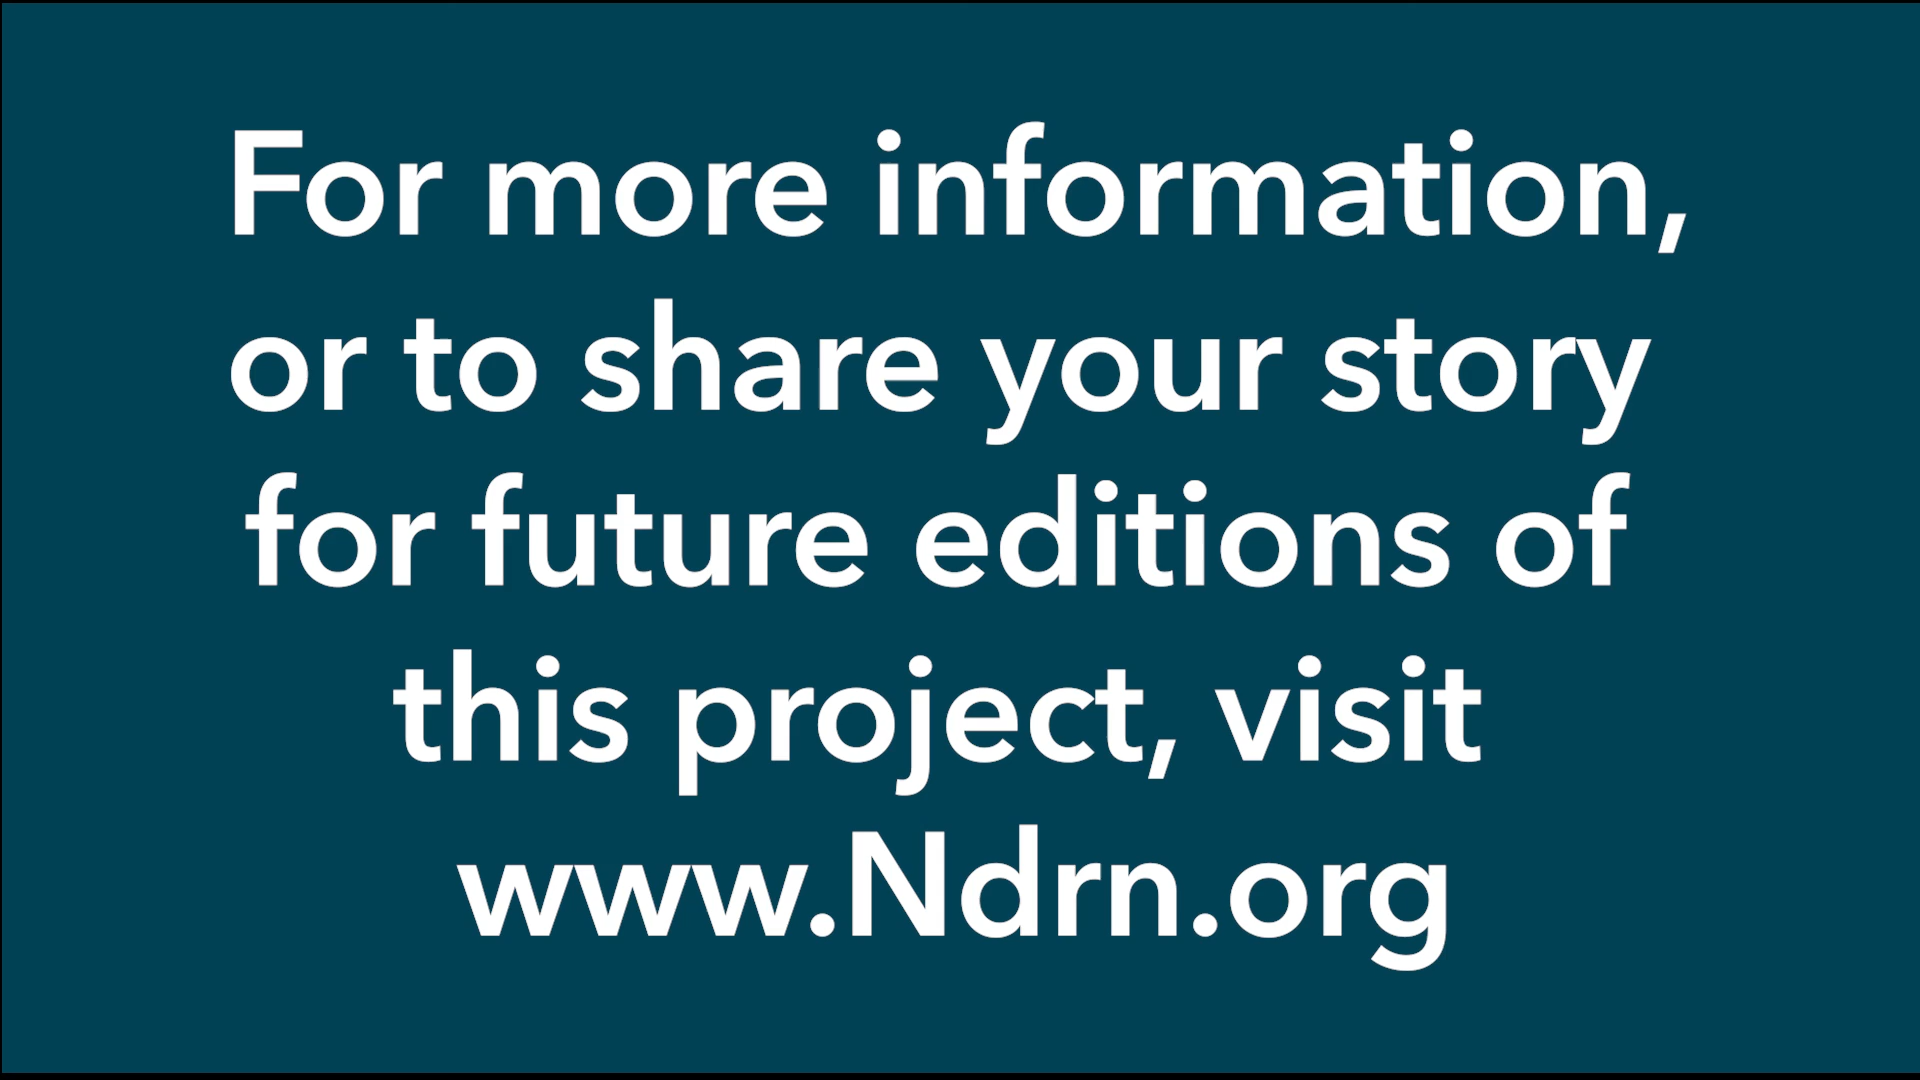 For more information,
or to share your story
for future editions of
this project, visit
www.Ndrn.org